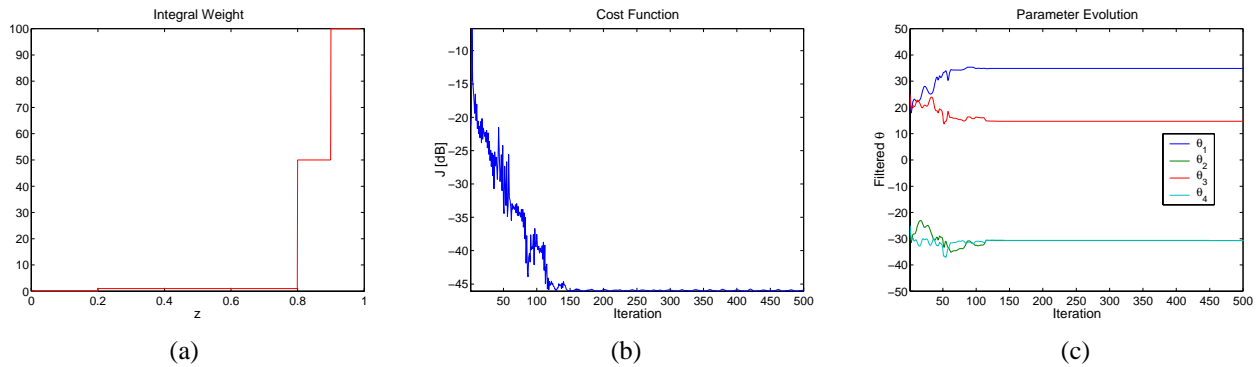 Integral Weight
100
90
80
70
60
50
40
30
20
10
0
0 0.2 0.4 0.6 0.8 1
z
(a)
Cost Function
J [dB]
−10
−15
−20
−25
−30
−35
−40
−45
50 100 150 200 250 300 350 400 450 500
Iteration
(b)
Parameter Evolution
Filtered θ
50
40
30
20
10
0
−10
−20
−30
−40
−50
θ1
θ2
θ3
θ4
50 100 150 200 250 300 350 400 450 500
Iteration
(c)